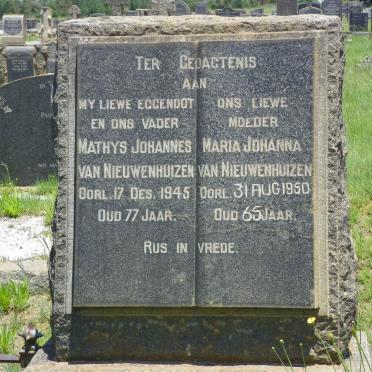 TER GEDAGTENIS
AAN
MY LIEWE EGGENOOT
EN ONS VADER
MATHYS JOHANNES
VAN NIEUWENHUIZEN
OORL. 17 DES. 1945
OUD 77 JAAR.
ONS LIEWE
MOEDER
MARIA JOHANNA
VAN NIEUWENHUIZEN
OORL. 31 AUG 1950
OUD 65 JAAR.
RUS IN VREDE.